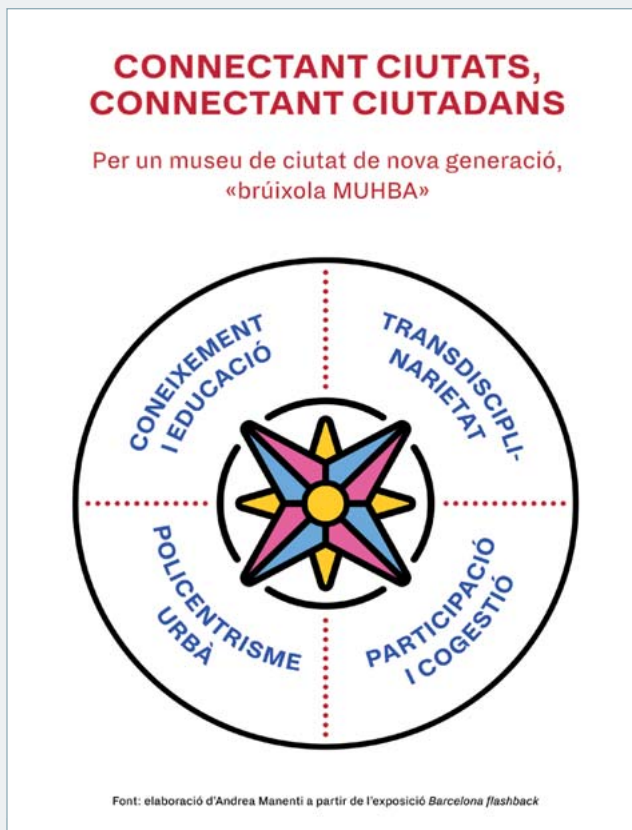 CONNECTANT CIUTATS,
CONNECTANT CIUTADANS
Per un museu de ciutat de nova generació,
«brúixola MUHBA»
CONEIXEMENT
I EDUCACIÓ
TRANSDISCIPLI-
NARIETAT
POLICENTRISME
URBÀ
PARTICIPACIÓ
I COGESTIÓ
Font: elaboració d'Andrea Manenti a partir de l'exposició Barcelona flashback